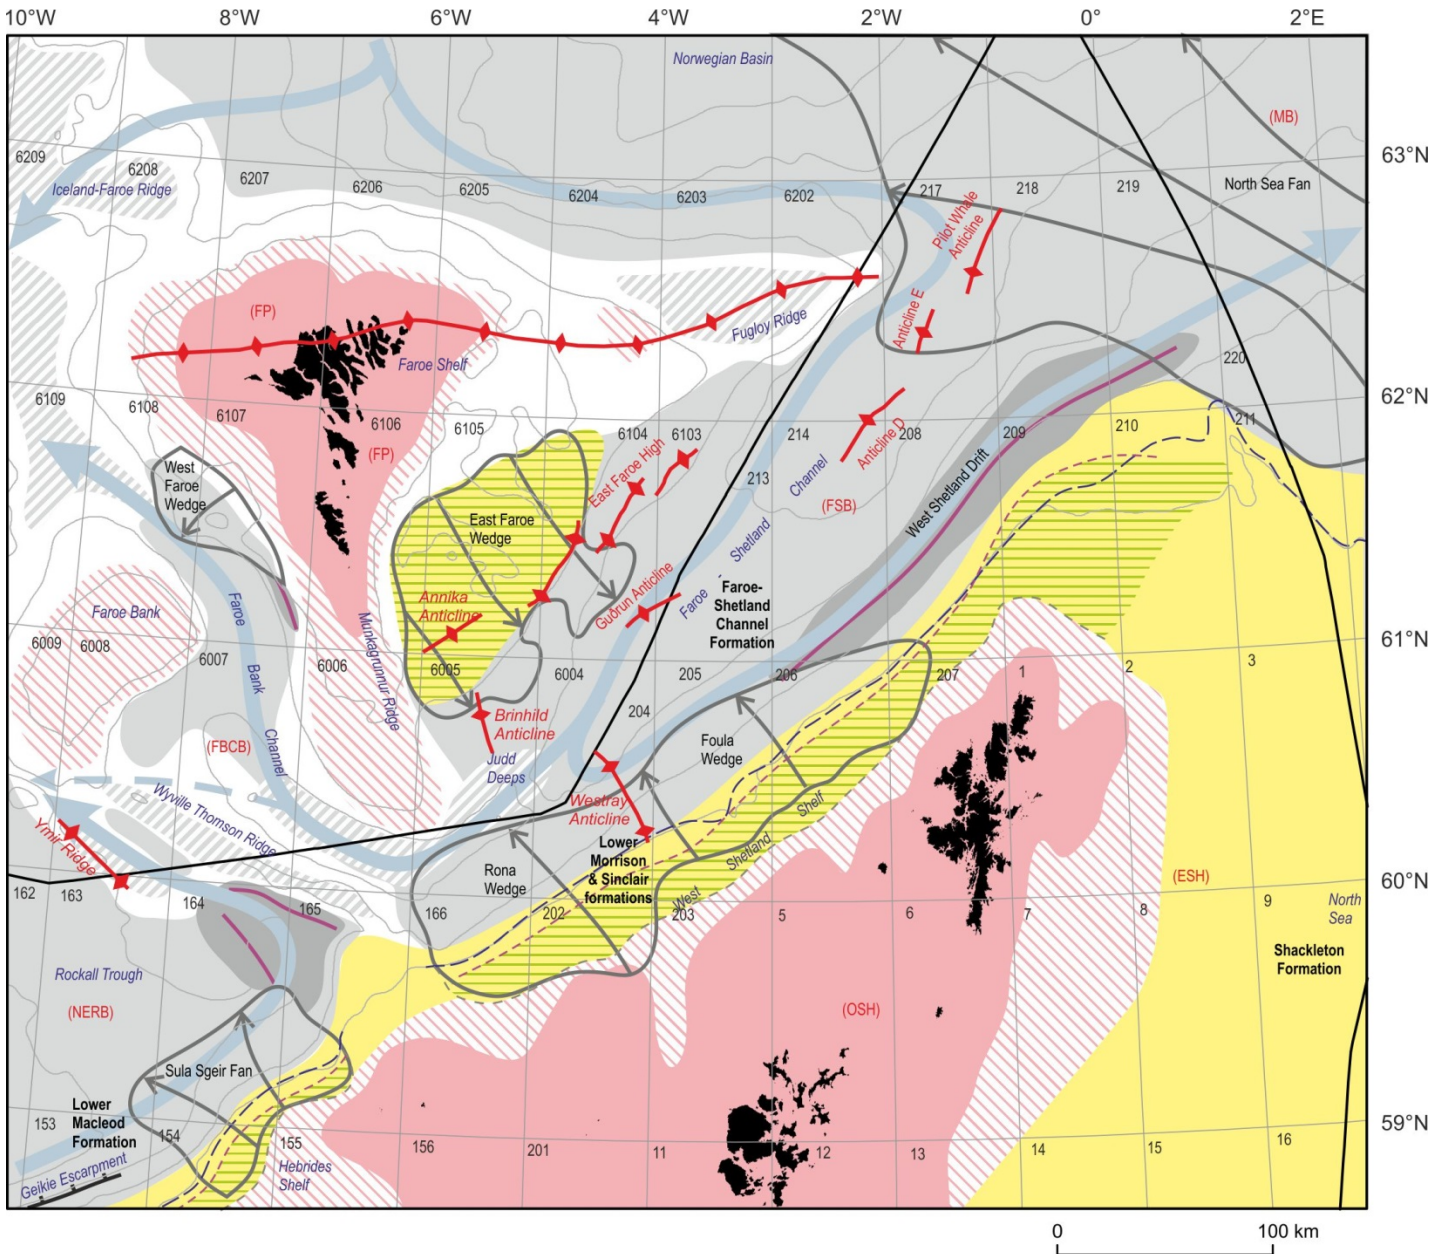 10°W 8°W 6°W 4°W 2°W 0° 2°E
Norwegian Basin
(MB)
63°N
6209
6208
6207
6206
6205
6204
6203
6202
217
218
219
North Sea Fan
Iceland-Faroe Ridge
Pilot Whale
Anticline
(FP)
Anticline E
Fugloy Ridge
Faroe Shelf
220
62°N
6109
6108
6107
6106
6105
6104
6103
214
208
209
210
211
Anticline D
(FP)
West
Faroe
Wedge
East Faroe High
East Faroe
Wedge
213
Channel
(FSB)
West Shetland Drift
Shetland
Faroe
Annika
Anticline
Guðrun Anticline
Faroe-
Shetland
Channel
Formation
61°N
Faroe Bank
6009
6008
6007
6006
6005
6004
205
206
207
1
2
3
Faroe
Bank
Channel
Munkagrunnur Ridge
(FBCB)
204
Brinhild
Anticline
Judd
Deeps
Foula
Wedge
Wyville Thomson Ridge
Westray
Anticline
Shelf
Shetland
West
Ymir Ridge
Lower
Morrison
& Sinclair
formations
Rona
Wedge
60°N
162
163
164
165
166
202
203
5
6
7
8
9
(ESH)
North
Sea
Shackleton
Formation
Rockall Trough
(NERB)
(OSH)
Sula Sgeir Fan
Lower
Macleod
Formation
59°N
153
154
155
156
201
11
12
13
14
15
16
Geikie Escarpment
Hebrides
Shelf
0 100 km